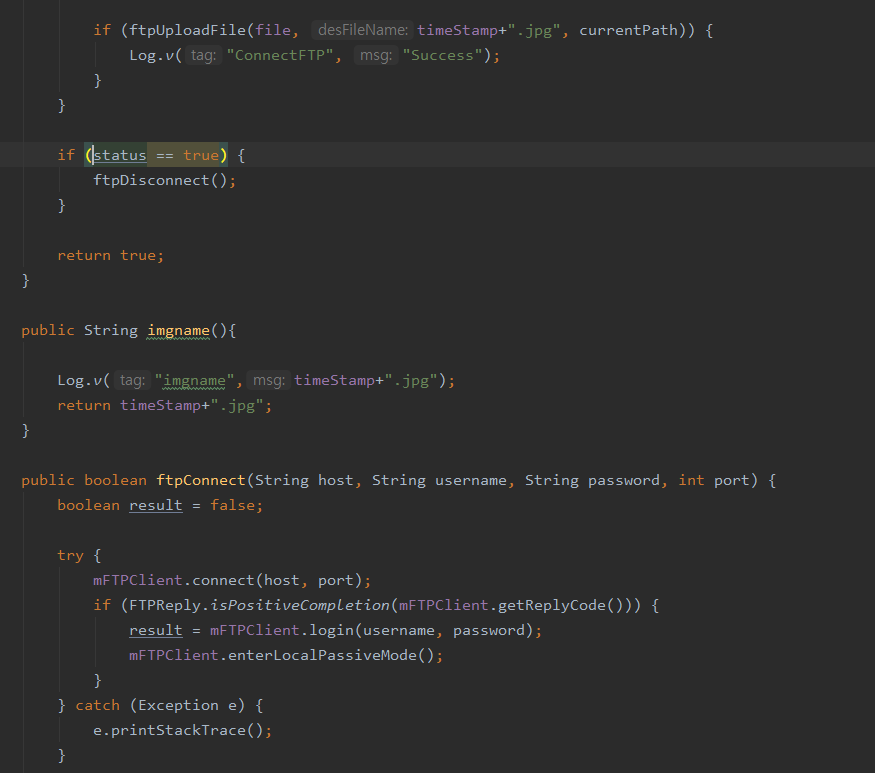 if (ftpUploadFile(file, desFileName: timeStamp+".jpg", currentPath)) {
Log.v( tag: "ConnectFTP", msg: "Success");
}
}
if (status == true) {
ftpDisconnect();
}
return true;
}
public String imgname(){
Log.v( tag: "imgname", msg: timeStamp+".jpg");
return timeStamp+".jpg";
}
public boolean ftpConnect(String host, String username, String password, int port) {
boolean result = false;
try {
mFTPClient.connect(host, port);
if (FTPReply.isPositiveCompletion(mFTPClient.getReplyCode())) {
result = mFTPClient.login(username, password);
mFTPClient.enterLocalPassiveMode();
}
} catch (Exception e) {
e.printStackTrace();
}